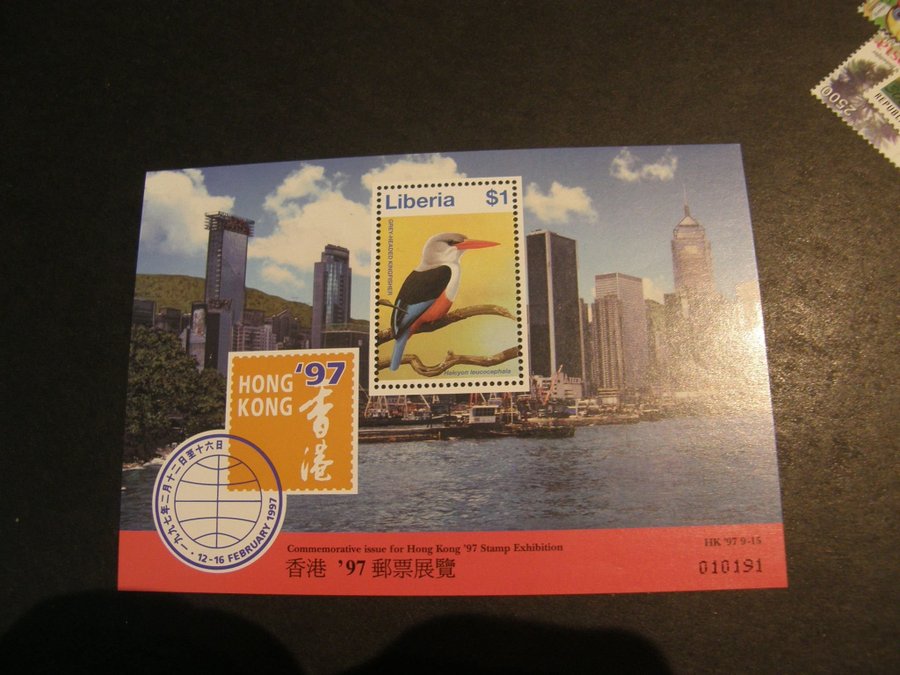 Liberia $1
GREY-HEADED KINGFISHER
Halcyon leucocephala
HONG '97
KONG
香港
一九九七年二月十二日至十六日
· 12-16 FEBRUARY 1997 ·
Commemorative issue for Hong Kong '97 Stamp Exhibition
香港 '97 郵票展覽
HK '97 9-15
010191
2500